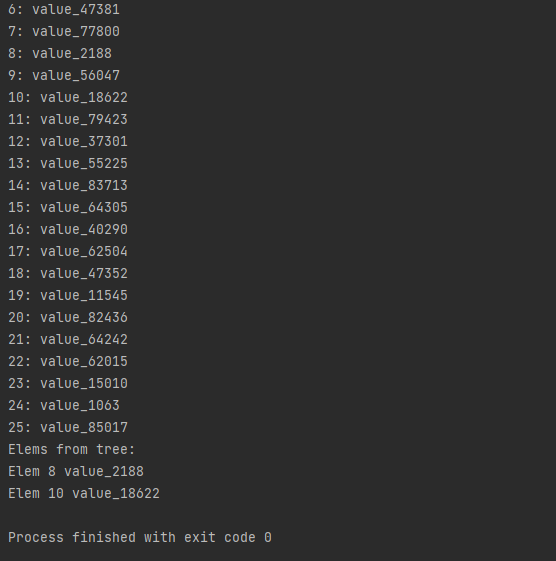 6: value_47381
7: value_77800
8: value_2188
9: value_56047
10: value_18622
11: value_79423
12: value_37301
13: value_55225
14: value_83713
15: value_64305
16: value_40290
17: value_62504
18: value_47352
19: value_11545
20: value_82436
21: value_64242
22: value_62015
23: value_15010
24: value_1063
25: value_85017
Elems from tree:
Elem 8 value_2188
Elem 10 value_18622
Process finished with exit code 0